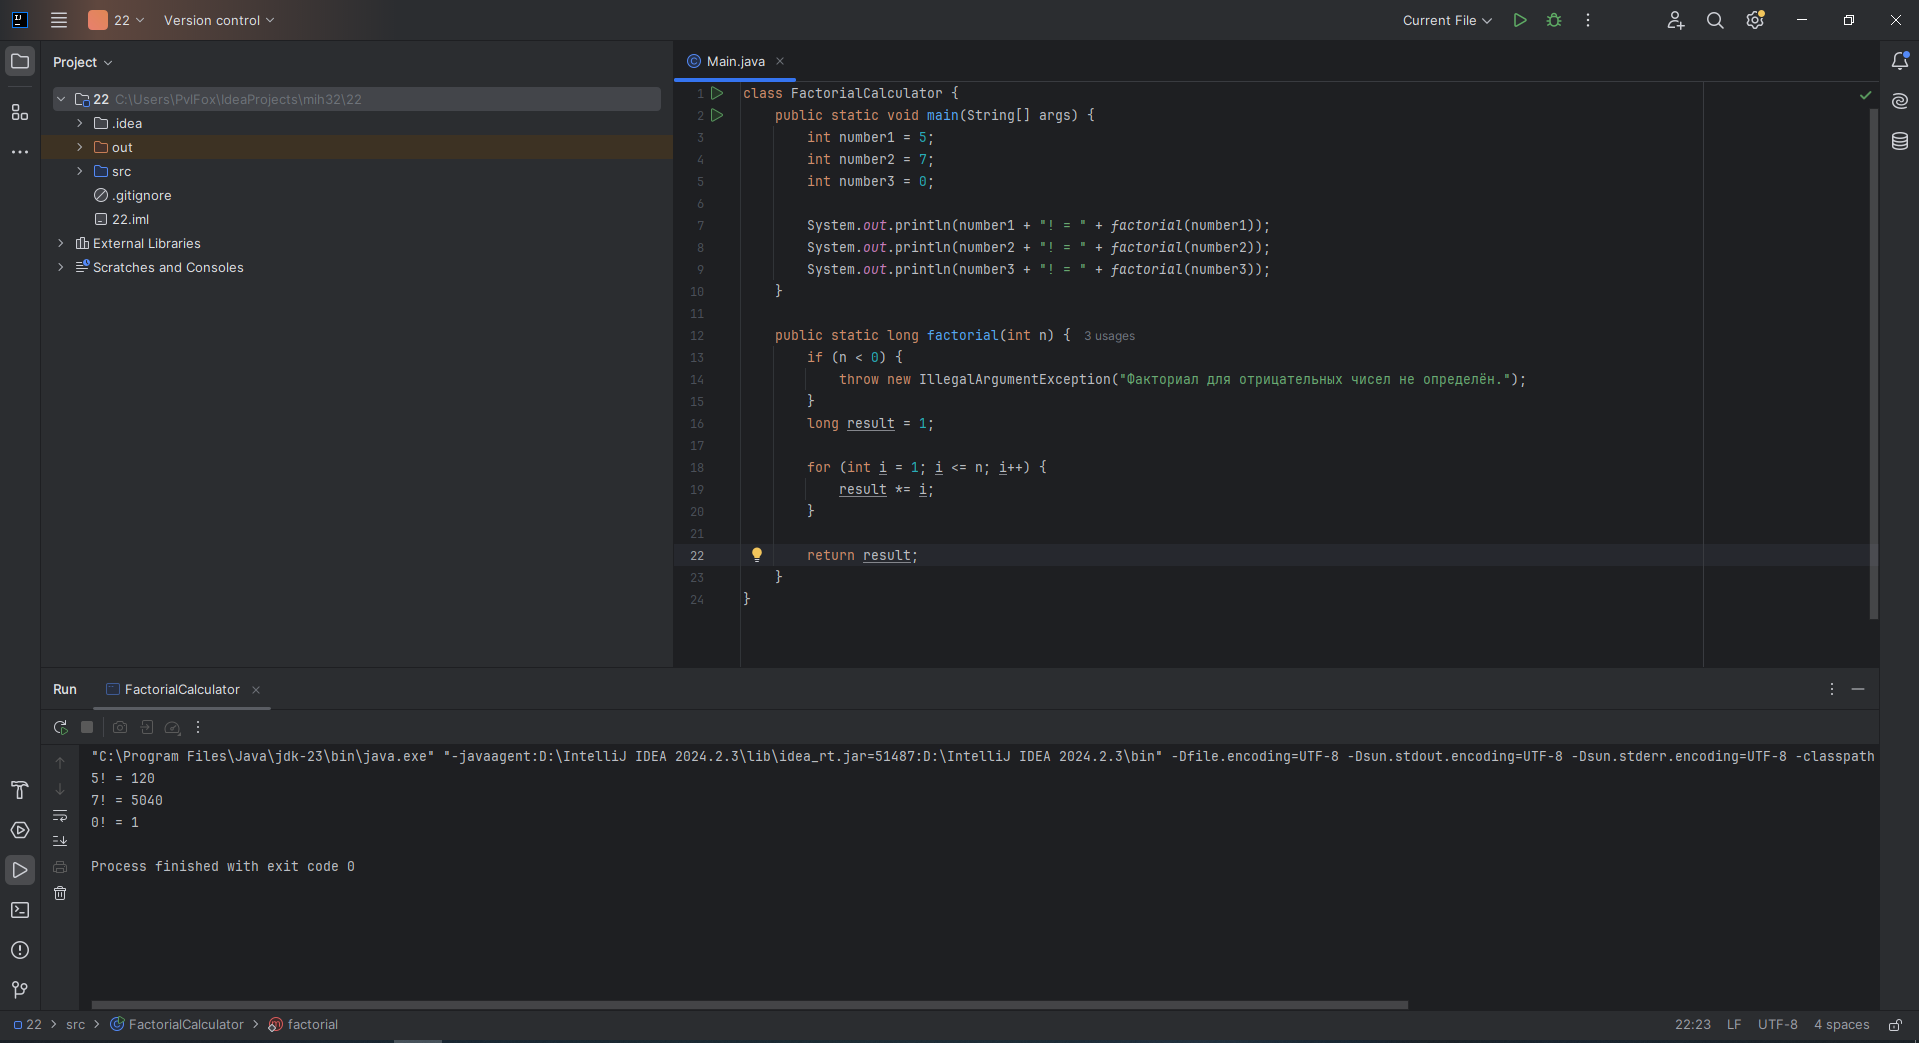 22 Version control Current File
Project
22 C:\Users\PvlFox\IdeaProjects\mih32\22
.idea
out
src
.gitignore
22.iml
External Libraries
Scratches and Consoles
Main.java
1 class FactorialCalculator {
2 public static void main(String[] args) {
3 int number1 = 5;
4 int number2 = 7;
5 int number3 = 0;
6
7 System.out.println(number1 + "! = " + factorial(number1));
8 System.out.println(number2 + "! = " + factorial(number2));
9 System.out.println(number3 + "! = " + factorial(number3));
10 }
11
12 public static long factorial(int n) { 3 usages
13 if (n < 0) {
14 throw new IllegalArgumentException("Факториал для отрицательных чисел не определён.");
15 }
16 long result = 1;
17
18 for (int i = 1; i <= n; i++) {
19 result *= i;
20 }
21
22 return result;
23 }
24 }
Run FactorialCalculator
"C:\Program Files\Java\jdk-23\bin\java.exe" "-javaagent:D:\IntelliJ IDEA 2024.2.3\lib\idea_rt.jar=51487:D:\IntelliJ IDEA 2024.2.3\bin" -Dfile.encoding=UTF-8 -Dsun.stdout.encoding=UTF-8 -Dsun.stderr.encoding=UTF-8 -classpath
5! = 120
7! = 5040
0! = 1
Process finished with exit code 0
22 > src > FactorialCalculator > factorial 22:23 LF UTF-8 4 spaces